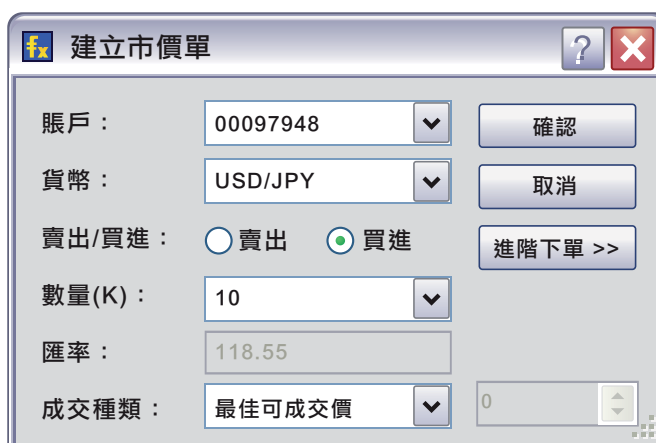 fx 建立市價單 ?
賬戶： 00097948 確認
貨幣： USD/JPY 取消
賣出/買進： 賣出 買進 進階下單 >>
數量(K)： 10
匯率： 118.55
成交種類： 最佳可成交價 0